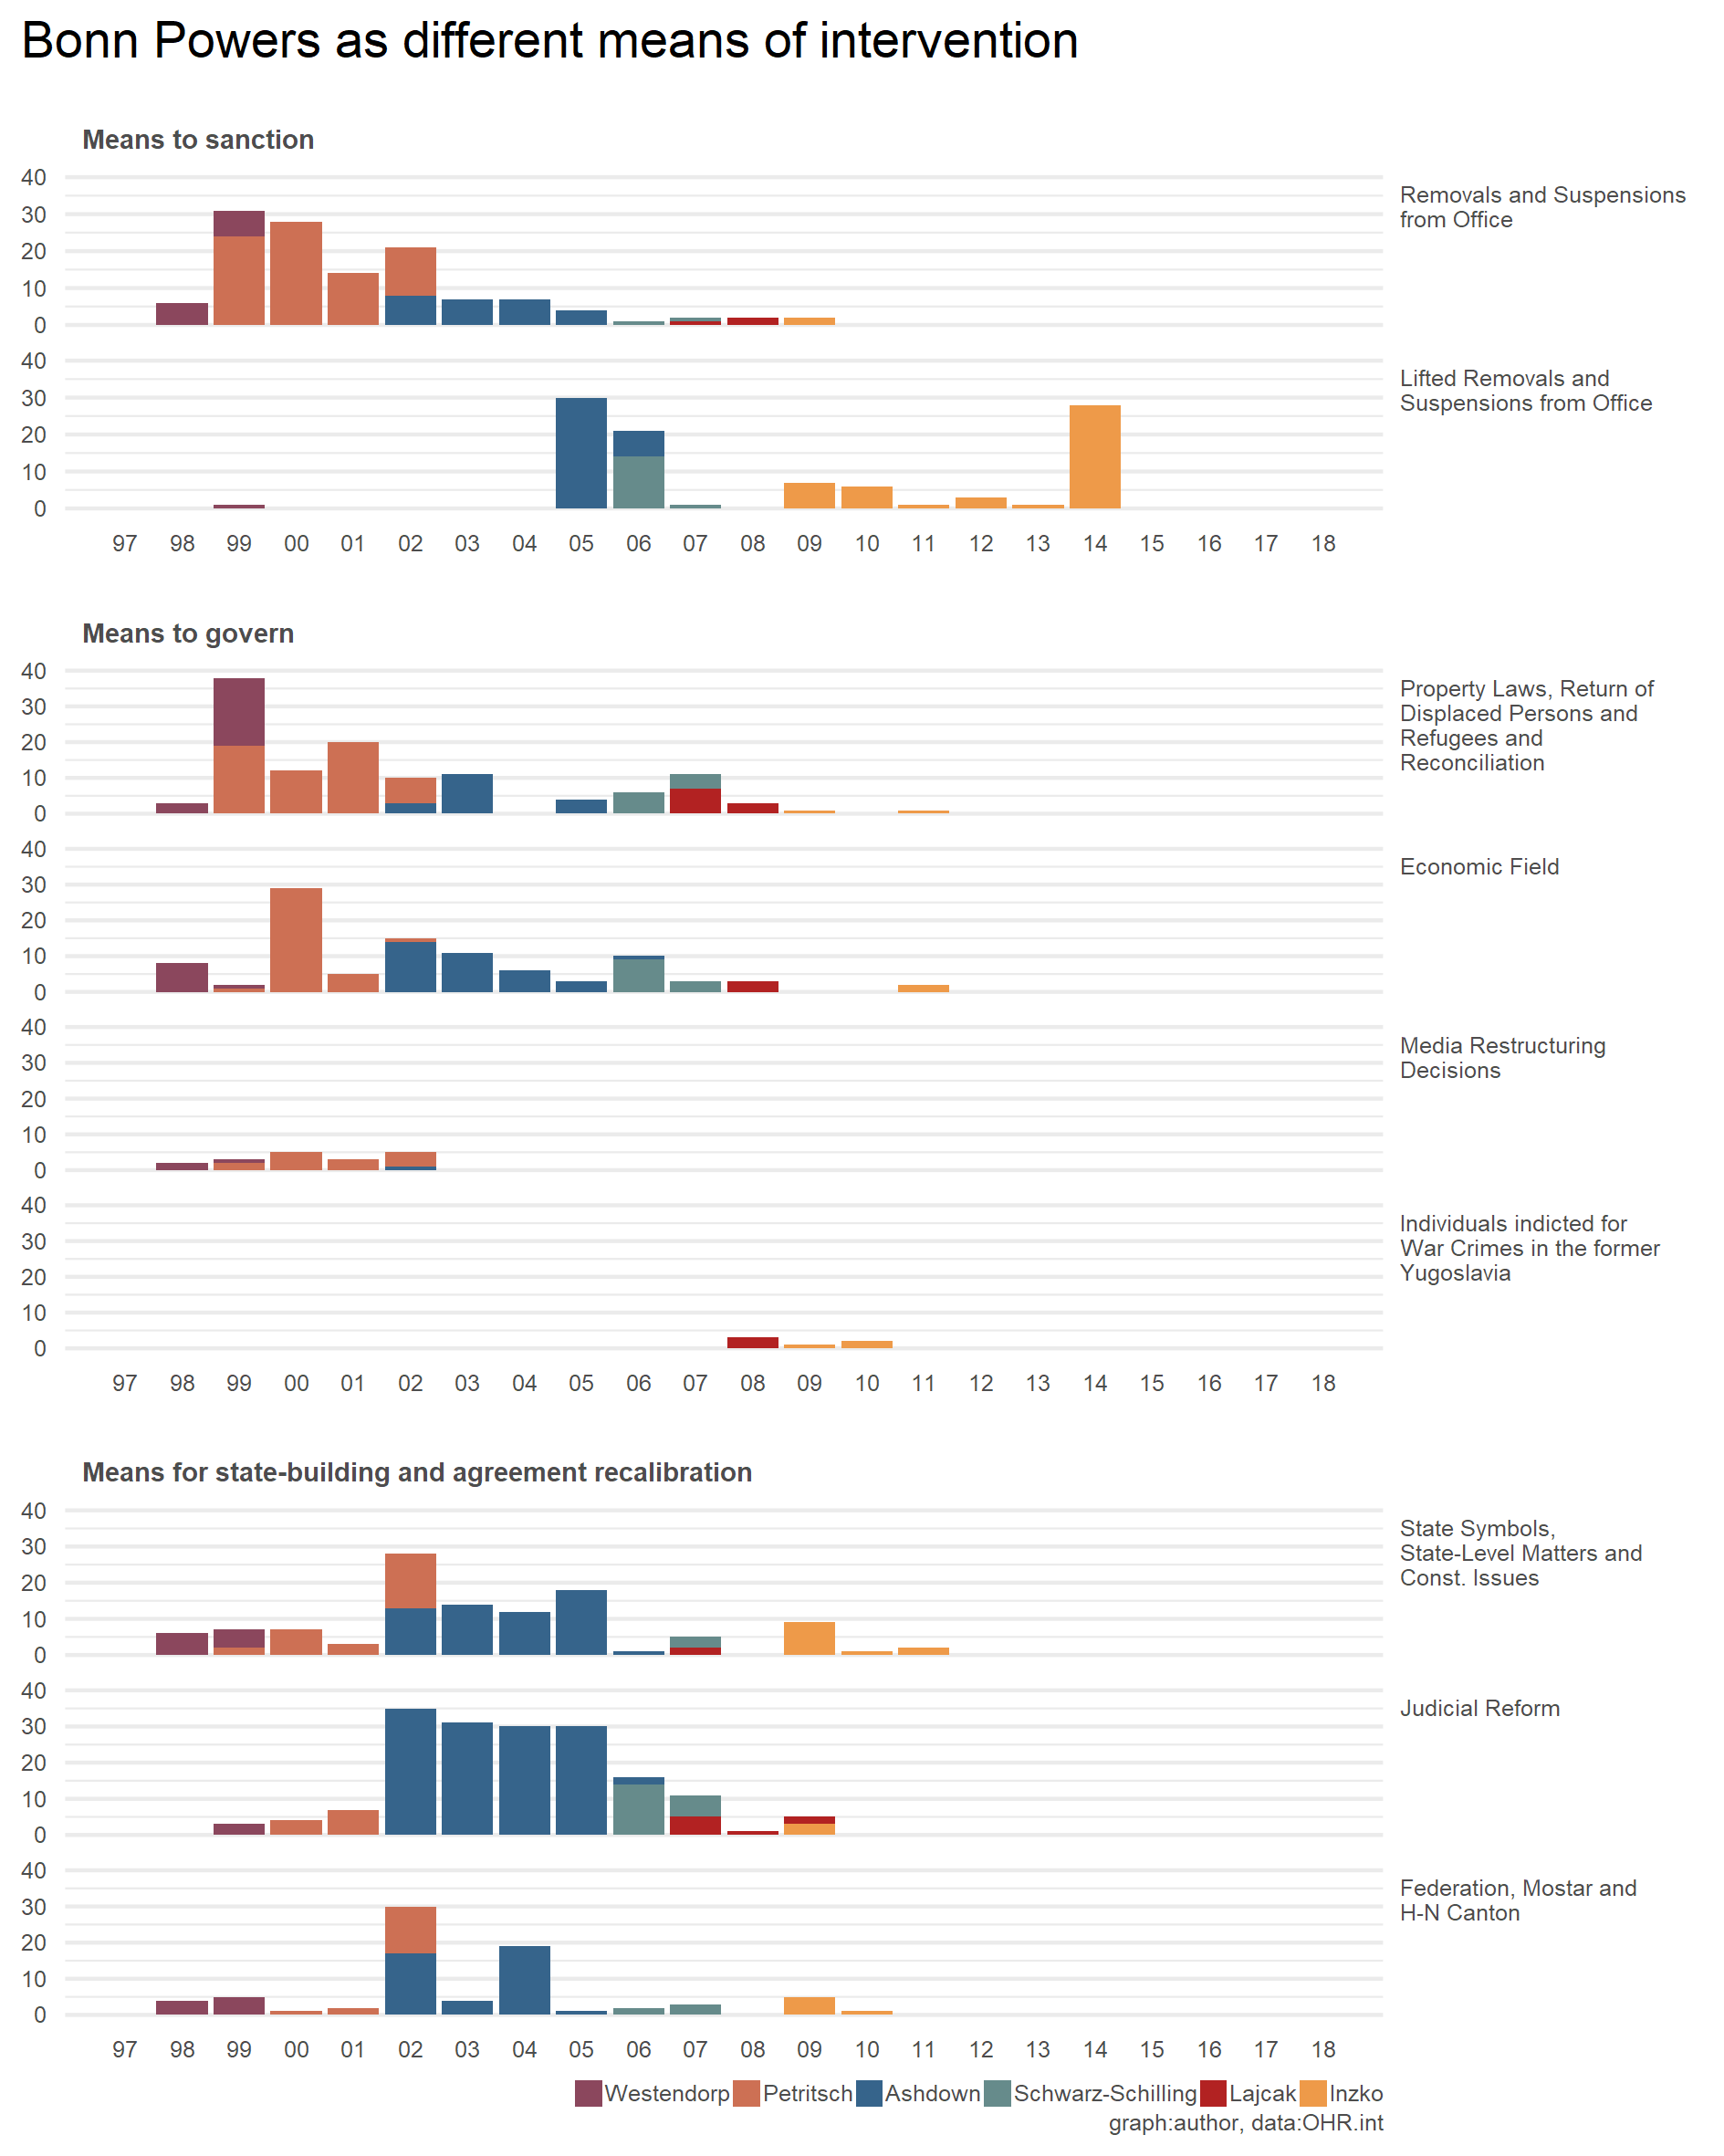 Bonn Powers as different means of intervention
Means to sanction
40
30
20
10
0
Removals and Suspensions
from Office
40
30
20
10
0
Lifted Removals and
Suspensions from Office
97 98 99 00 01 02 03 04 05 06 07 08 09 10 11 12 13 14 15 16 17 18
Means to govern
40
30
20
10
0
Property Laws, Return of
Displaced Persons and
Refugees and
Reconciliation
40
30
20
10
0
Economic Field
40
30
20
10
0
Media Restructuring
Decisions
40
30
20
10
0
Individuals indicted for
War Crimes in the former
Yugoslavia
97 98 99 00 01 02 03 04 05 06 07 08 09 10 11 12 13 14 15 16 17 18
Means for state-building and agreement recalibration
40
30
20
10
0
State Symbols,
State-Level Matters and
Const. Issues
40
30
20
10
0
Judicial Reform
40
30
20
10
0
Federation, Mostar and
H-N Canton
97 98 99 00 01 02 03 04 05 06 07 08 09 10 11 12 13 14 15 16 17 18
Westendorp Petritsch Ashdown Schwarz-Schilling Lajcak Inzko
graph:author, data:OHR.int